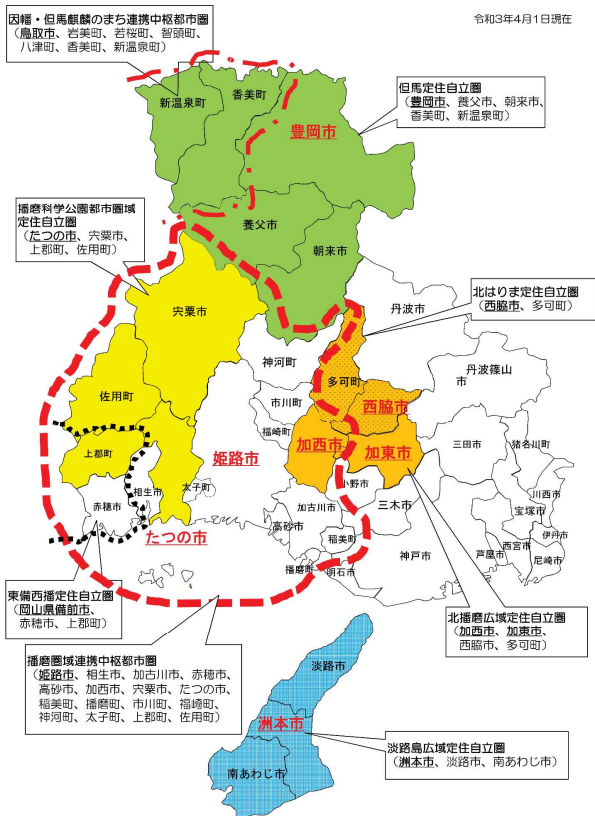 因幡・但馬麒麟のまち連携中枢都市圏
(鳥取市、岩美町、若桜町、智頭町、
八津町、香美町、新温泉町)
令和3年4月1日現在
但馬定住自立圏
(豊岡市、養父市、朝来市、
香美町、新温泉町)
新温泉町
香美町
豊岡市
播磨科学公園都市圏域
定住自立圏
(たつの市、宍粟市、
上郡町、佐用町)
養父市
朝来市
北はりま定住自立圏
(西脇市、多可町)
宍粟市
丹波市
神河町
多可町
丹波篠山
市
佐用町
市川町
西脇市
福崎町
上郡町
姫路市
加西市
加東市
三田市
猪名川町
相生市
太子町
小野市
赤穂市
加古川市
三木市
川西市
宝塚市
たつの市
高砂市
稲美町
神戸市
芦屋市
西宮市
伊丹市
尼崎市
播磨町
明石市
東備西播定住自立圏
(岡山県備前市、
赤穂市、上郡町)
北播磨広域定住自立圏
(加西市、加東市、
西脇市、多可町)
播磨圏域連携中枢都市圏
(姫路市、相生市、加古川市、赤穂市、
高砂市、加西市、宍粟市、たつの市、
稲美町、播磨町、市川町、福崎町、
神河町、太子町、上郡町、佐用町)
淡路市
洲本市
南あわじ市
淡路島広域定住自立圏
(洲本市、淡路市、南あわじ市)